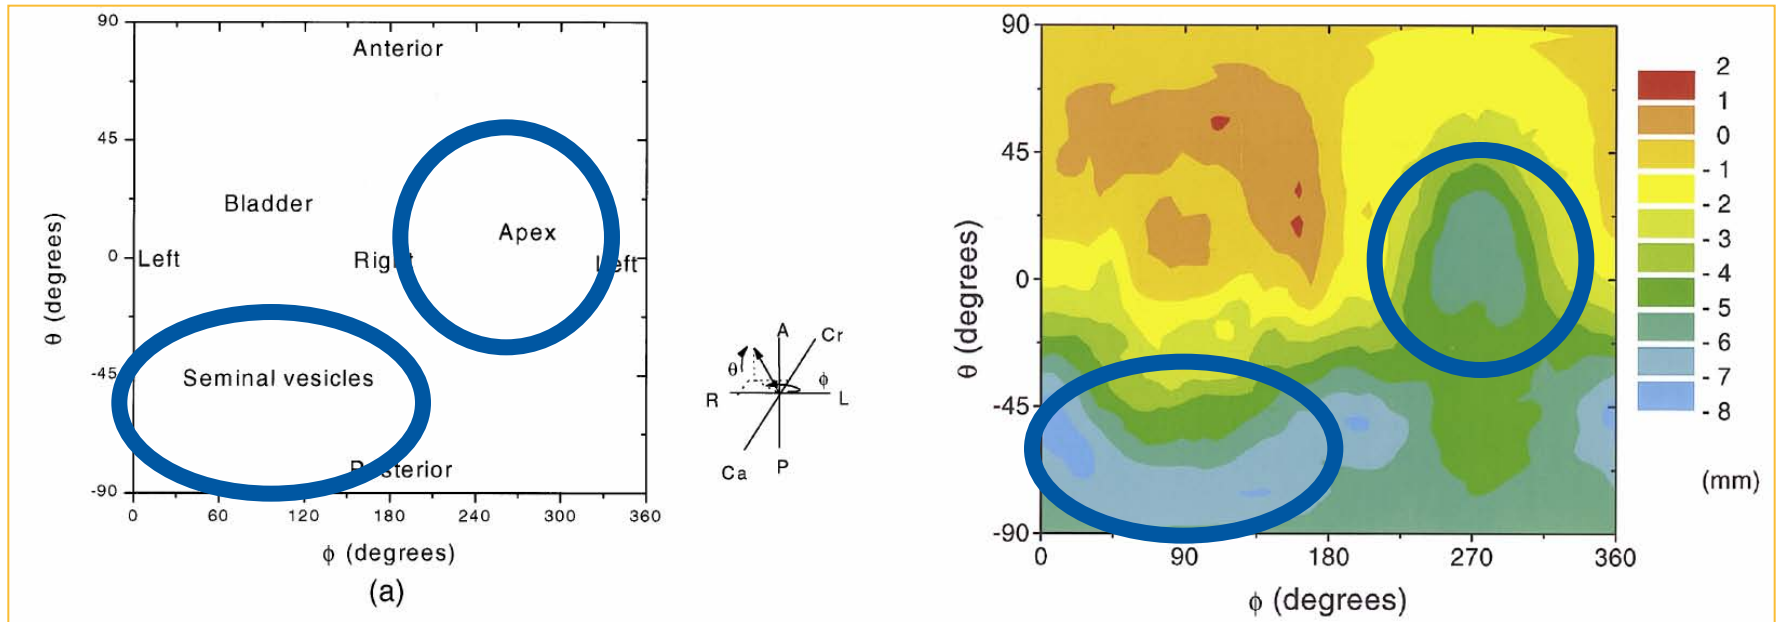 90
45
0
-45
-90
θ (degrees)
Anterior
Bladder
Apex
Left
Right
Left
Seminal vesicles
Posterior
0 60 120 180 240 300 360
ϕ (degrees)
(a)
A
Cr
θ
ϕ
R
L
Ca
P
90
45
0
-45
-90
θ (degrees)
0 90 180 270 360
ϕ (degrees)
2
1
0
- 1
- 2
- 3
- 4
- 5
- 6
- 7
- 8
(mm)